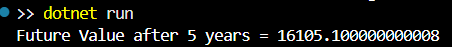 >> dotnet run
Future Value after 5 years = 16105.100000000008